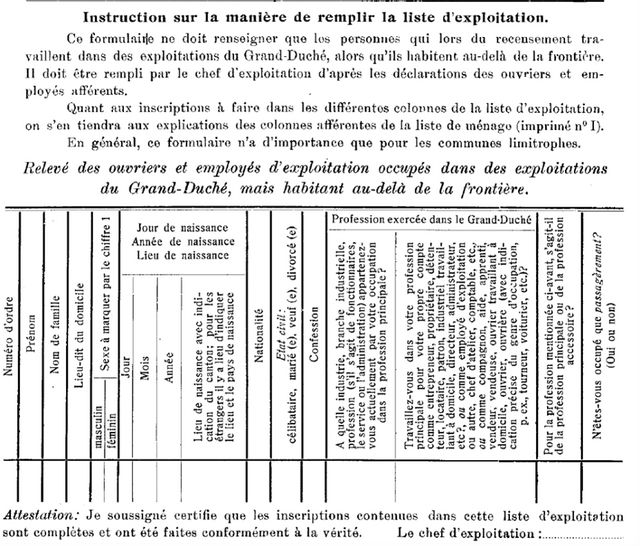 Instruction sur la manière de remplir la liste d'exploitation.
Ce formulaire ne doit renseigner que les personnes qui lors du recensement tra-
vaillent dans des exploitations du Grand-Duché, alors qu'ils habitent au-delà de la frontière.
Il doit être rempli par le chef d'exploitation d'après les déclarations des ouvriers et em-
ployés afférents.
Quant aux inscriptions à faire dans les différentes colonnes de la liste d'exploitation,
on s'en tiendra aux explications des colonnes afférentes de la liste de ménage (imprimé nº I).
En général, ce formulaire n'a d'importance que pour les communes limitrophes.
Relevé des ouvriers et employés d'exploitation occupés dans des exploitations
du Grand-Duché, mais habitant au-delà de la frontière.
Numéro d'ordre
Prénom
Nom de famille
Lieu-dit du domicile
Sexe à marquer par le chiffre 1
masculin
féminin
Jour de naissance
Année de naissance
Lieu de naissance
Jour
Mois
Année
Lieu de naissance avec indi-
cation du canton; pour les
étrangers il y a lieu d'indiquer
le lieu et le pays de naissance
Nationalité
Etat civil:
célibataire, marié (e), veuf (e), divorcé (e)
Confession
Profession exercée dans le Grand-Duché
A quelle industrie, branche industrielle,
profession (s'il s'agit de fonctionnaires,
le service ou l'administration) appartenez-
vous actuellement par votre occupation
dans la profession principale?
Travaillez-vous dans votre profession
principale pour votre propre compte
comme entrepreneur, propriétaire, déten-
teur, locataire, patron, industriel travail-
lant à domicile, directeur, administrateur,
etc?, ou comme employé d'exploitation
ou autre, chef d'atelier, comptable, etc.,
ou comme compagnon, aide, apprenti,
vendeur, vendeuse, ouvrier travaillant à
domicile, ouvrier, ouvrière (avec indi-
cation précise du genre d'occupation,
p. ex., tourneur, voiturier, etc.)?
Pour la profession mentionnée ci-avant, s'agit-il
de la profession principale ou de la profession
accessoire?
N'êtes-vous occupé que passagèrement?
(Oui ou non)
Attestation: Je soussigné certifie que les inscriptions contenues dans cette liste d'exploitation
sont complètes et ont été faites conformément à la vérité. Le chef d'exploitation: